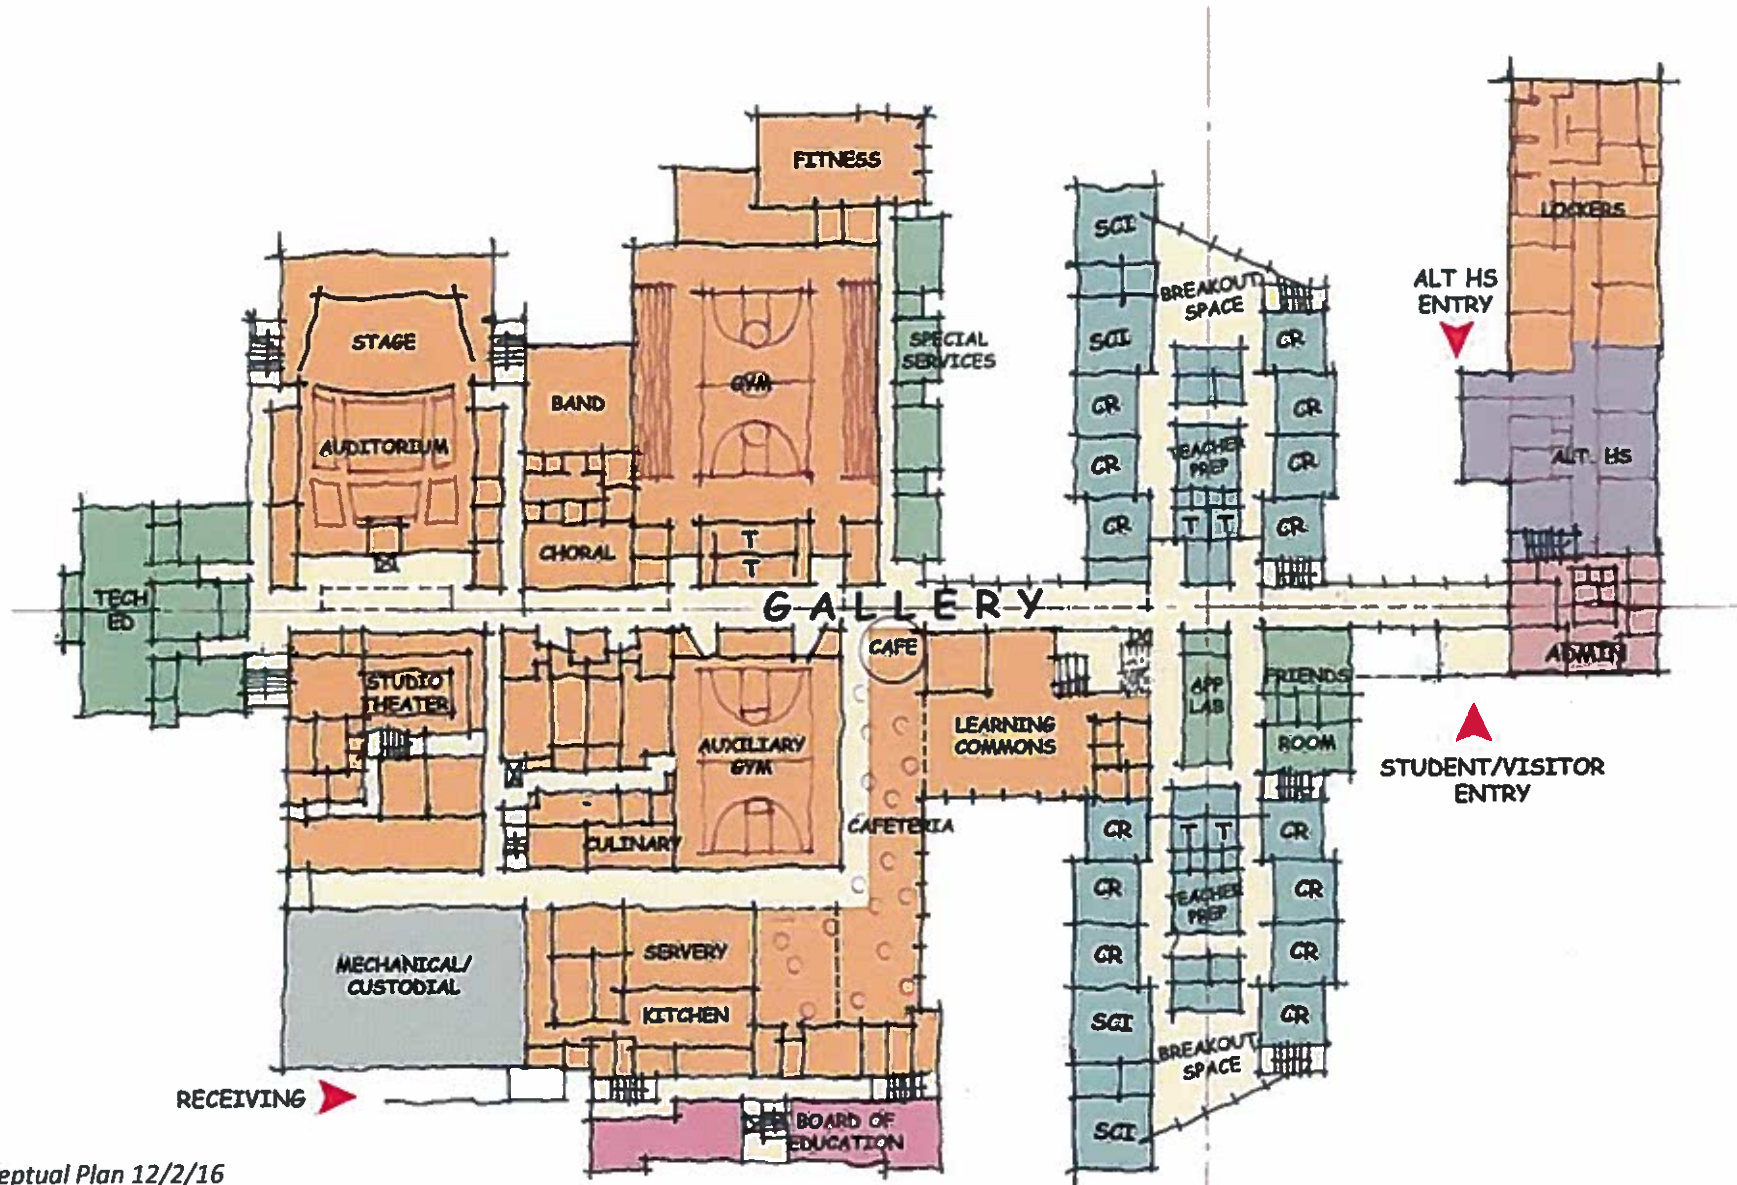 FITNESS
LOCKERS
SCI
BREAKOUT
SPACE
ALT HS
ENTRY
STAGE
GYM
SPECIAL
SERVICES
SCI
CR
BAND
CR
CR
AUDITORIUM
TEACHER
PREP
CR
CR
ALT. HS
CHORAL
T
T
CR
T T
CR
TECH
ED
GALLERY
CAFE
ADMIN
STUDIO
THEATER
APP
LAB
FRIENDS
ROOM
LEARNING
COMMONS
AUXILIARY
GYM
STUDENT/VISITOR
ENTRY
CAFETERIA
CULINARY
CR
T T
CR
CR
TEACHER
PREP
CR
MECHANICAL/
CUSTODIAL
SERVERY
CR
CR
KITCHEN
SCI
CR
BREAKOUT
SPACE
RECEIVING
BOARD OF
EDUCATION
SCI
eptual Plan 12/2/16